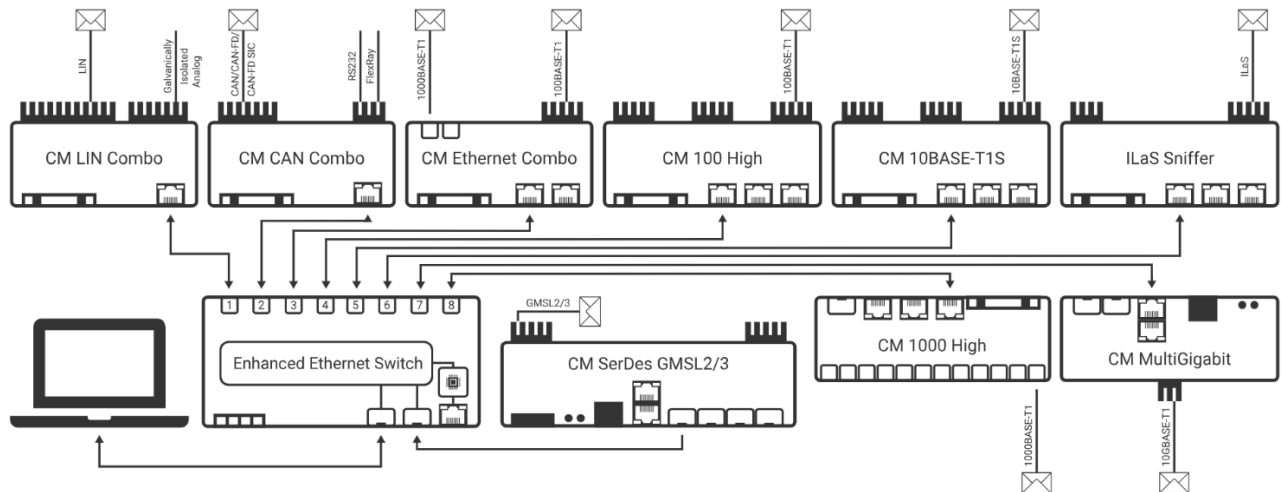 LIN
Galvanically
Isolated
Analog
CAN/CAN-FD/
CAN-FD SIC
RS232
FlexRay
1000BASE-T1
100BASE-T1
100BASE-T1
10BASE-T1S
ILaS
CM LIN Combo
CM CAN Combo
CM Ethernet Combo
CM 100 High
CM 10BASE-T1S
ILaS Sniffer
1 2 3 4 5 6 7 8
GMSL2/3
Enhanced Ethernet Switch
CM SerDes GMSL2/3
CM 1000 High
CM MultiGigabit
1000BASE-T1
10GBASE-T1